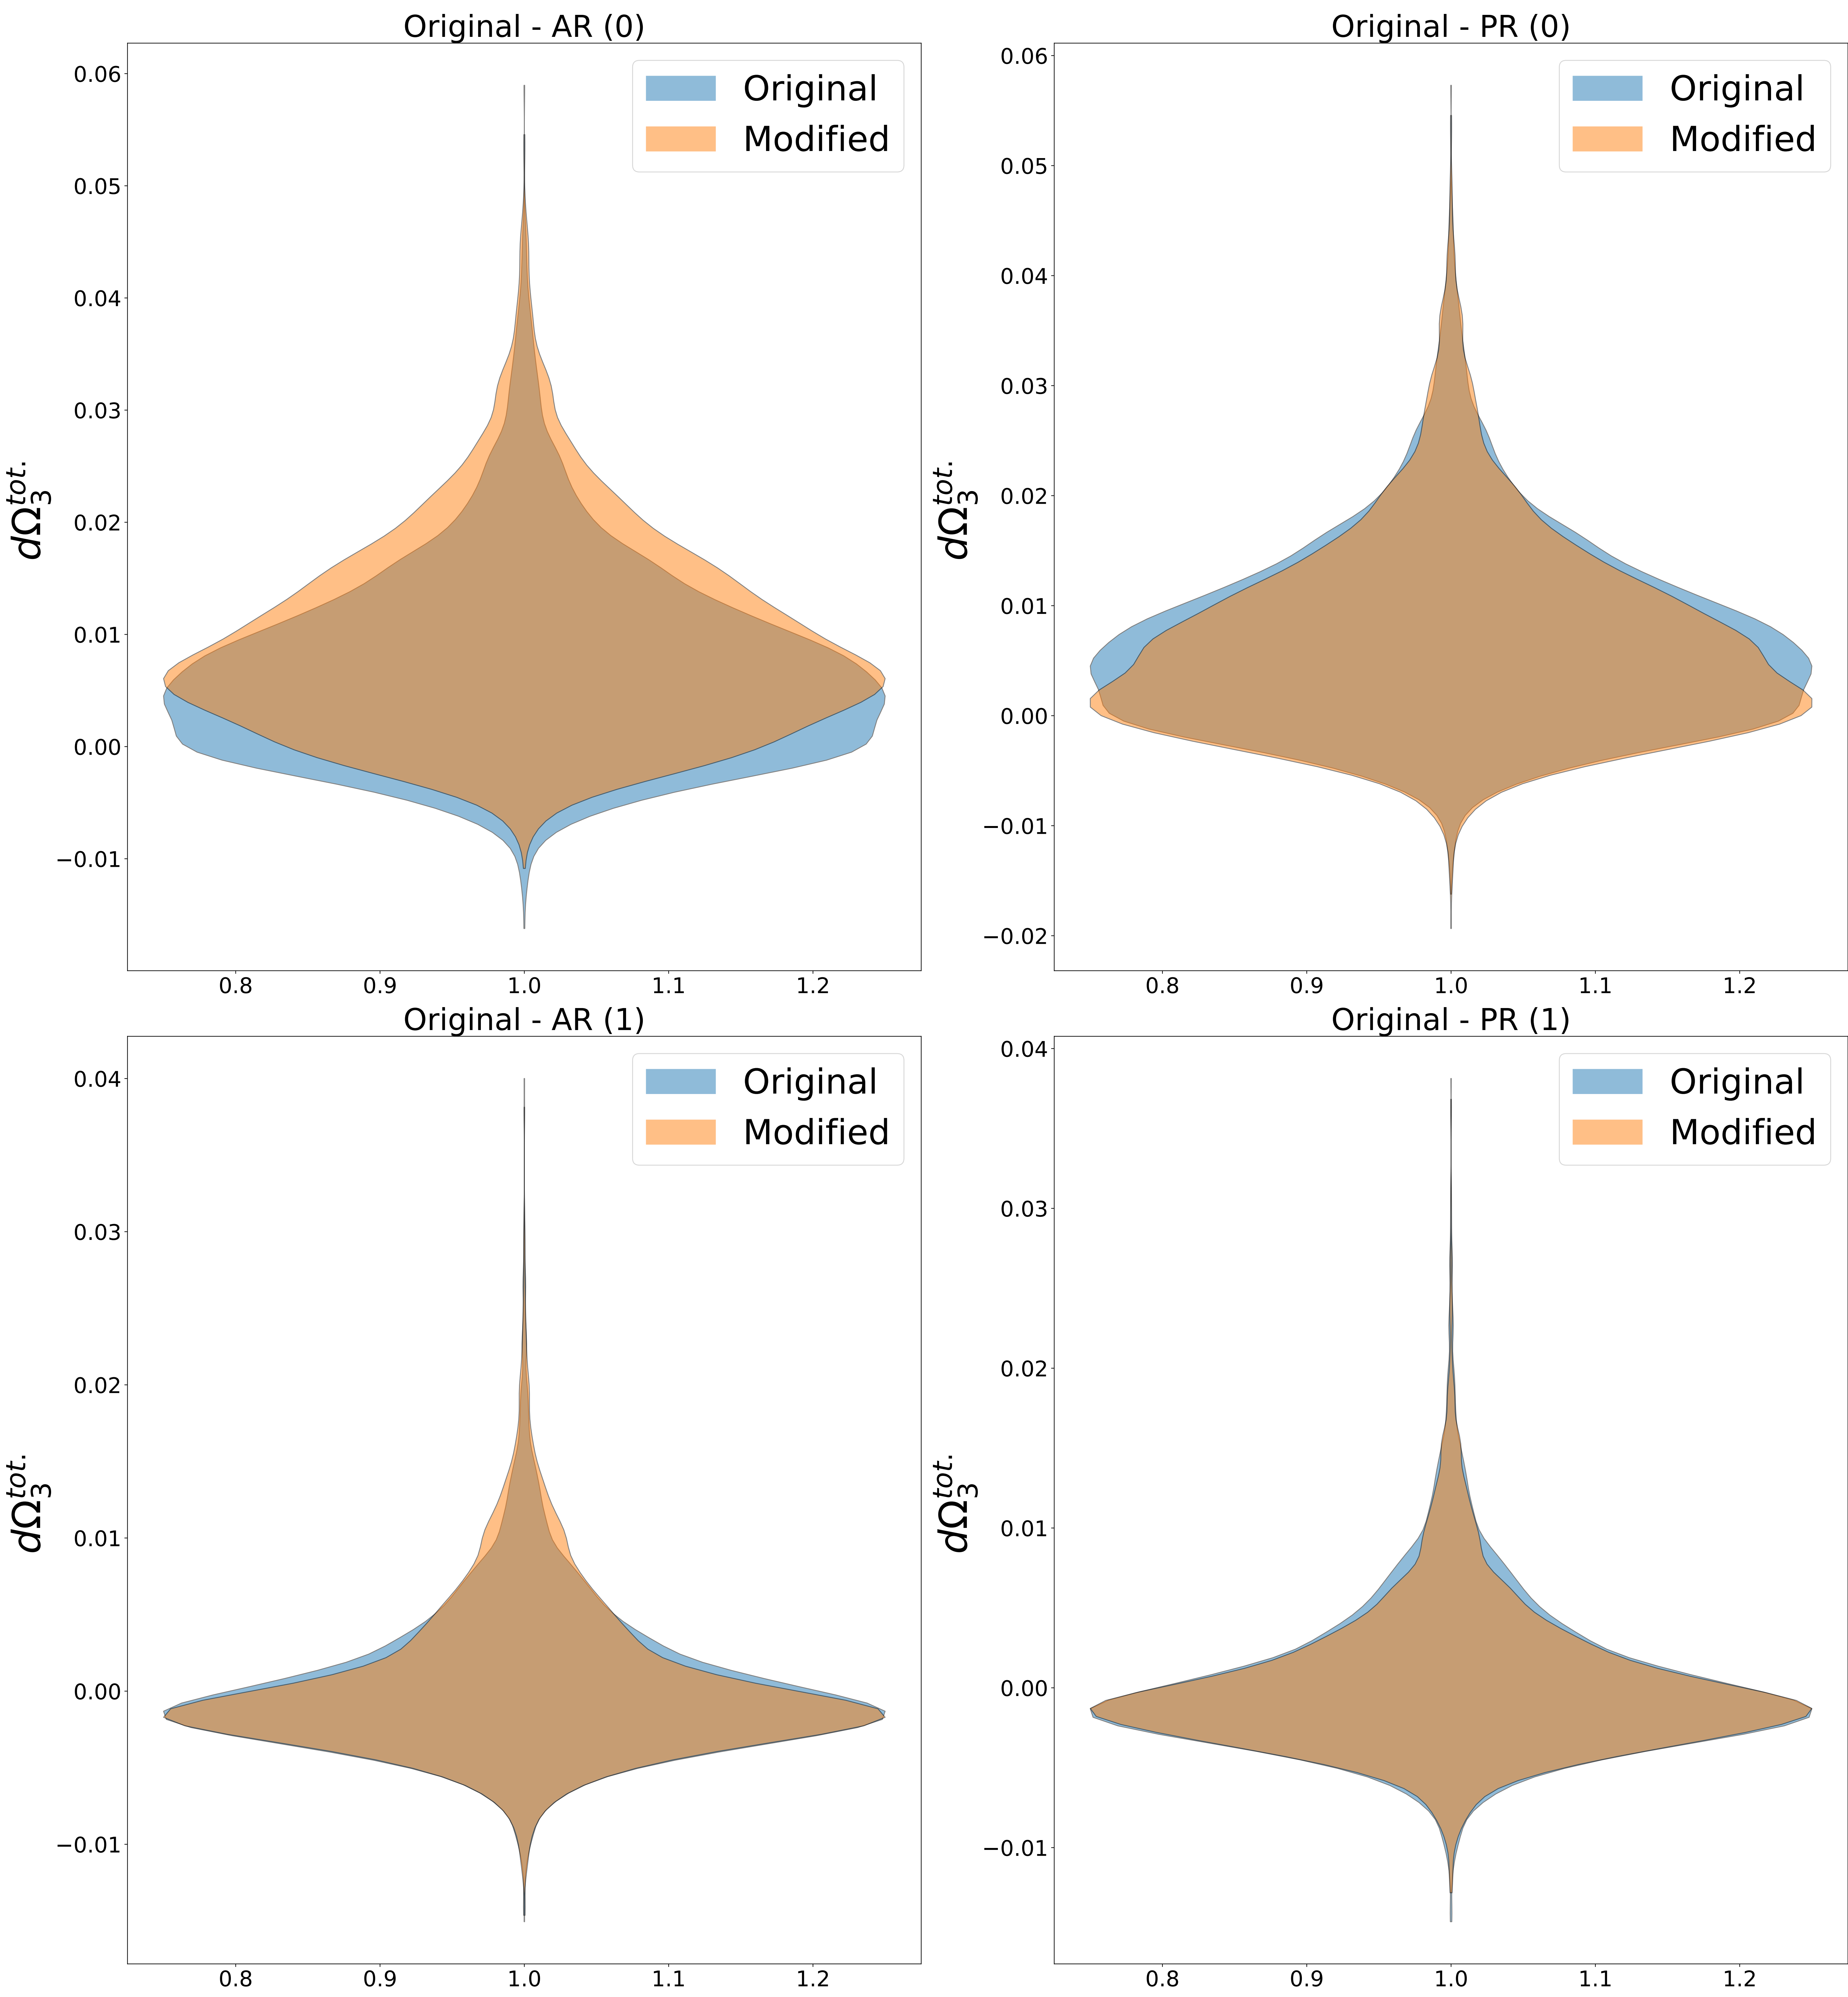 Original - AR (0)
0.06
0.05
0.04
0.03
0.02
0.01
0.00
−0.01
dΩ₃ᵗᵒᵗ·
0.8 0.9 1.0 1.1 1.2
Original
Modified
Original - PR (0)
0.06
0.05
0.04
0.03
0.02
0.01
0.00
−0.01
−0.02
dΩ₃ᵗᵒᵗ·
0.8 0.9 1.0 1.1 1.2
Original
Modified
Original - AR (1)
0.04
0.03
0.02
0.01
0.00
−0.01
dΩ₃ᵗᵒᵗ·
0.8 0.9 1.0 1.1 1.2
Original
Modified
Original - PR (1)
0.04
0.03
0.02
0.01
0.00
−0.01
dΩ₃ᵗᵒᵗ·
0.8 0.9 1.0 1.1 1.2
Original
Modified